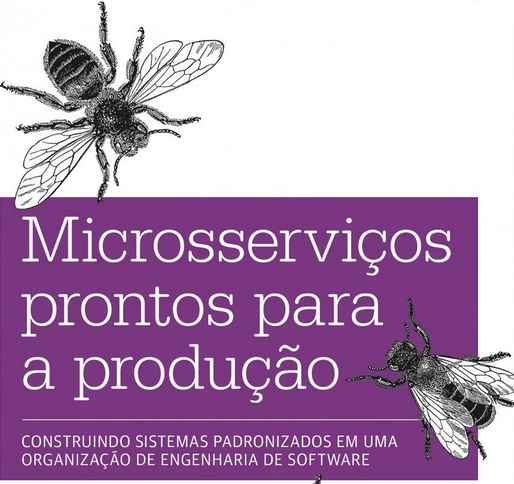 Microsserviços
prontos para
a produção
CONSTRUINDO SISTEMAS PADRONIZADOS EM UMA
ORGANIZAÇÃO DE ENGENHARIA DE SOFTWARE